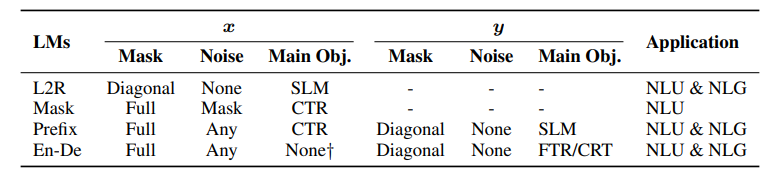 LMs x y Application
Mask Noise Main Obj. Mask Noise Main Obj.
L2R Diagonal None SLM - - - NLU & NLG
Mask Full Mask CTR - - - NLU
Prefix Full Any CTR Diagonal None SLM NLU & NLG
En-De Full Any None† Diagonal None FTR/CRT NLU & NLG